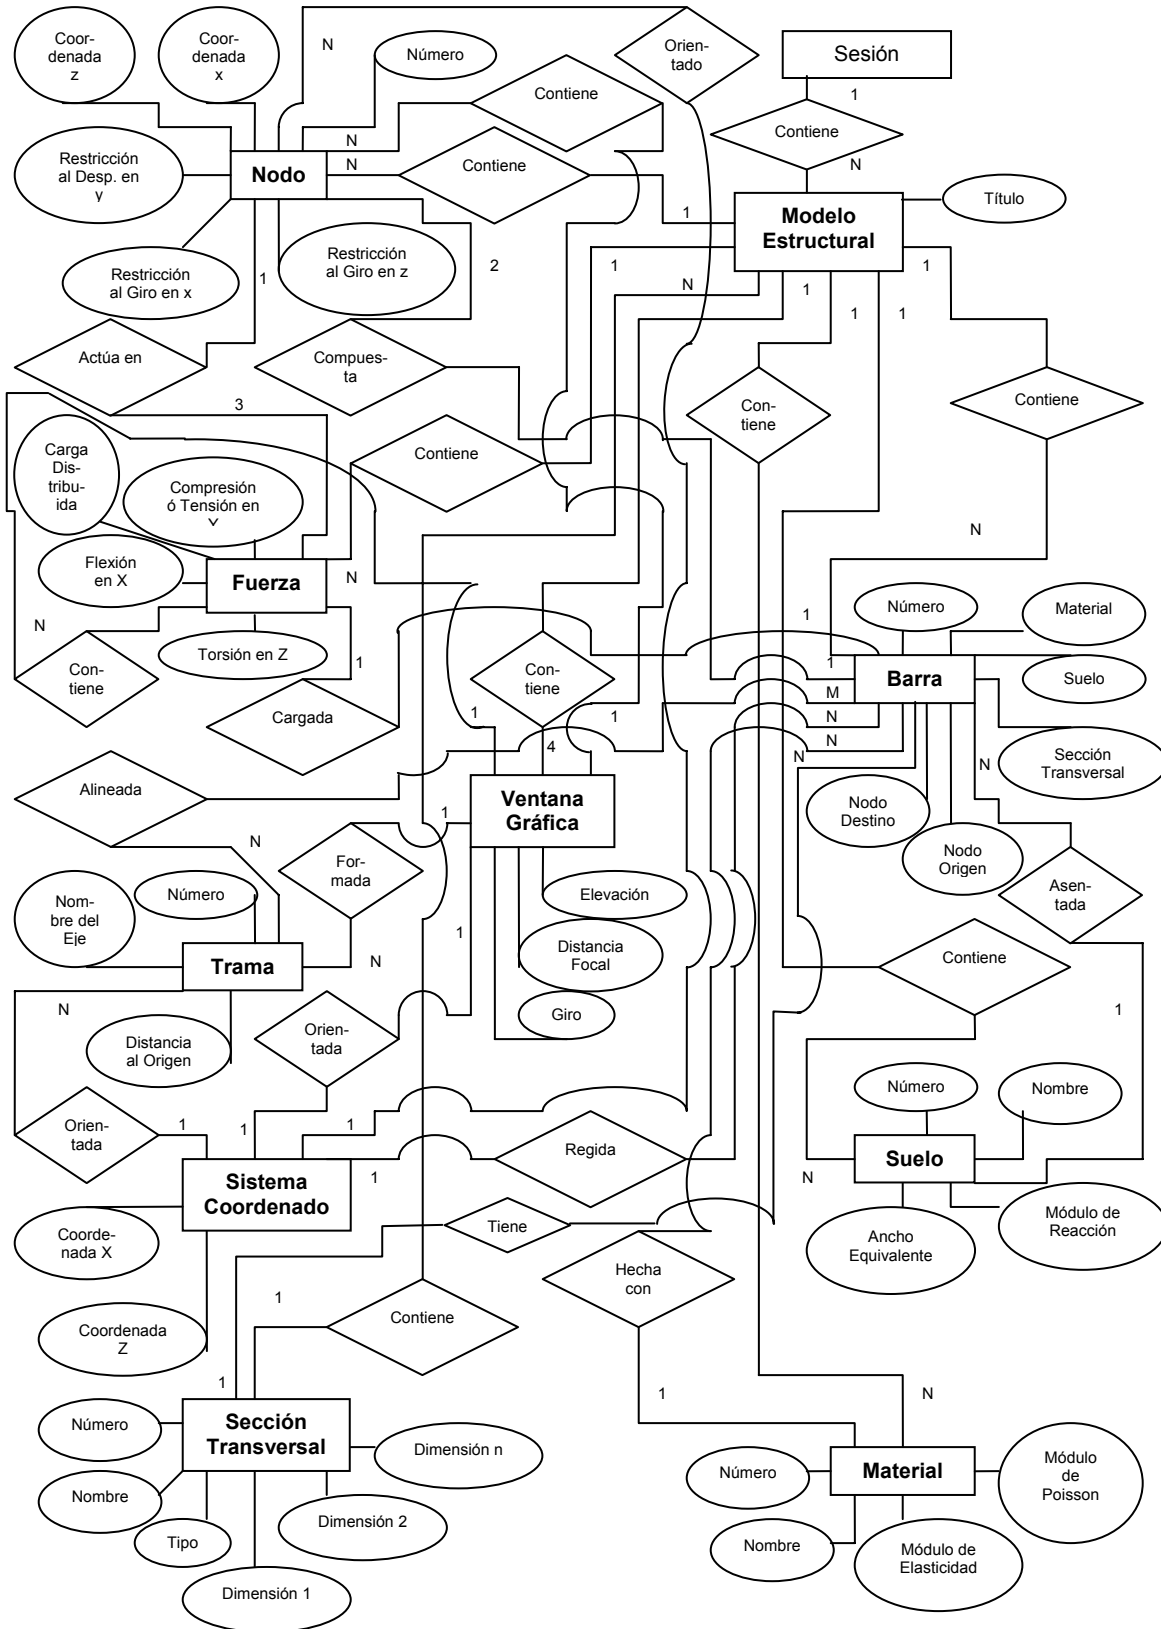 Coor-
denada
z
Coor-
denada
x
N
Número
Orien-
tado
Sesión
Contiene
1
Contiene
N
N
Contiene
N
Restricción
al Desp. en
y
Nodo
Modelo
Estructural
Título
1
Restricción
al Giro en x
Restricción
al Giro en z
1
2
1
N
1
1
1
1
Actúa en
Compues-
ta
Con-
tiene
Contiene
3
Carga
Dis-
tribu-
ida
Contiene
Compresión
ó Tensión en
Y
N
Flexión
en X
Fuerza
N
N
Torsión en Z
1
Con-
tiene
Cargada
Con-
tiene
1
1
4
1
Número
Material
1
Barra
Suelo
M
N
N
N
N
Sección
Transversal
Alineada
Ventana
Gráfica
Nodo
Destino
Nodo
Origen
Asen-
tada
N
For-
mada
1
Nom-
bre del
Eje
Número
Elevación
1
Distancia
Focal
Contiene
Trama
N
N
Giro
1
Distancia
al Origen
Orien-
tada
Orien-
tada
1
1
1
Número
Nombre
Regida
1
Suelo
N
Sistema
Coordenado
Coorde-
nada X
Tiene
Ancho
Equivalente
Módulo de
Reacción
Hecha
con
Coordenada
Z
1
Contiene
1
1
N
Número
Sección
Transversal
Dimensión n
Nombre
Dimensión 2
Tipo
Dimensión 1
Número
Material
Módulo
de
Poisson
Nombre
Módulo de
Elasticidad